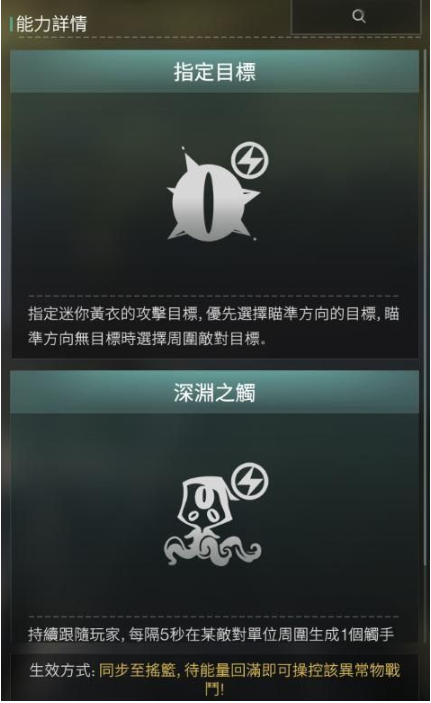 能力詳情
指定目標
指定迷你黃衣的攻擊目標, 優先選擇瞄準方向的目標, 瞄
準方向無目標時選擇周圍敵對目標。
深淵之觸
持續跟隨玩家, 每隔5秒在某敵對單位周圍生成1個觸手
生效方式: 同步至搖籃, 待能量回滿即可操控該異常物戰
鬥!